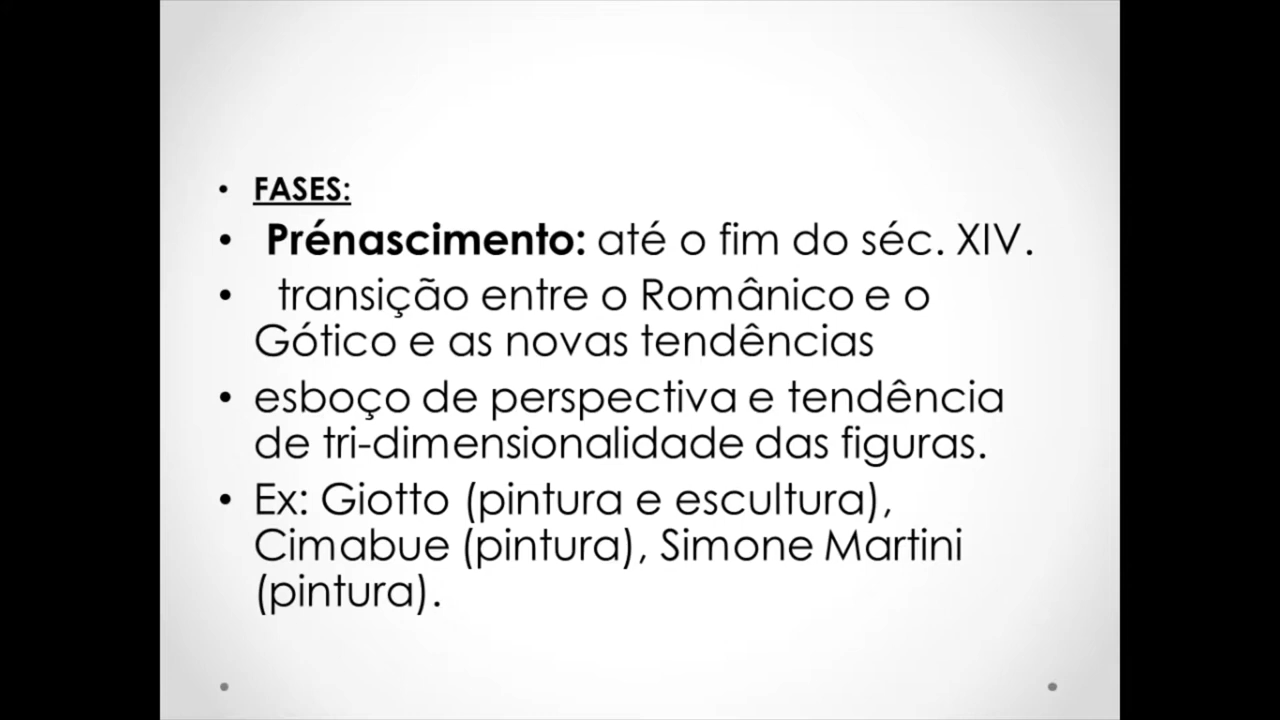 • FASES:
• Prénascimento: até o fim do séc. XIV.
• transição entre o Românico e o
Gótico e as novas tendências
• esboço de perspectiva e tendência
de tri-dimensionalidade das figuras.
• Ex: Giotto (pintura e escultura),
Cimabue (pintura), Simone Martini
(pintura).